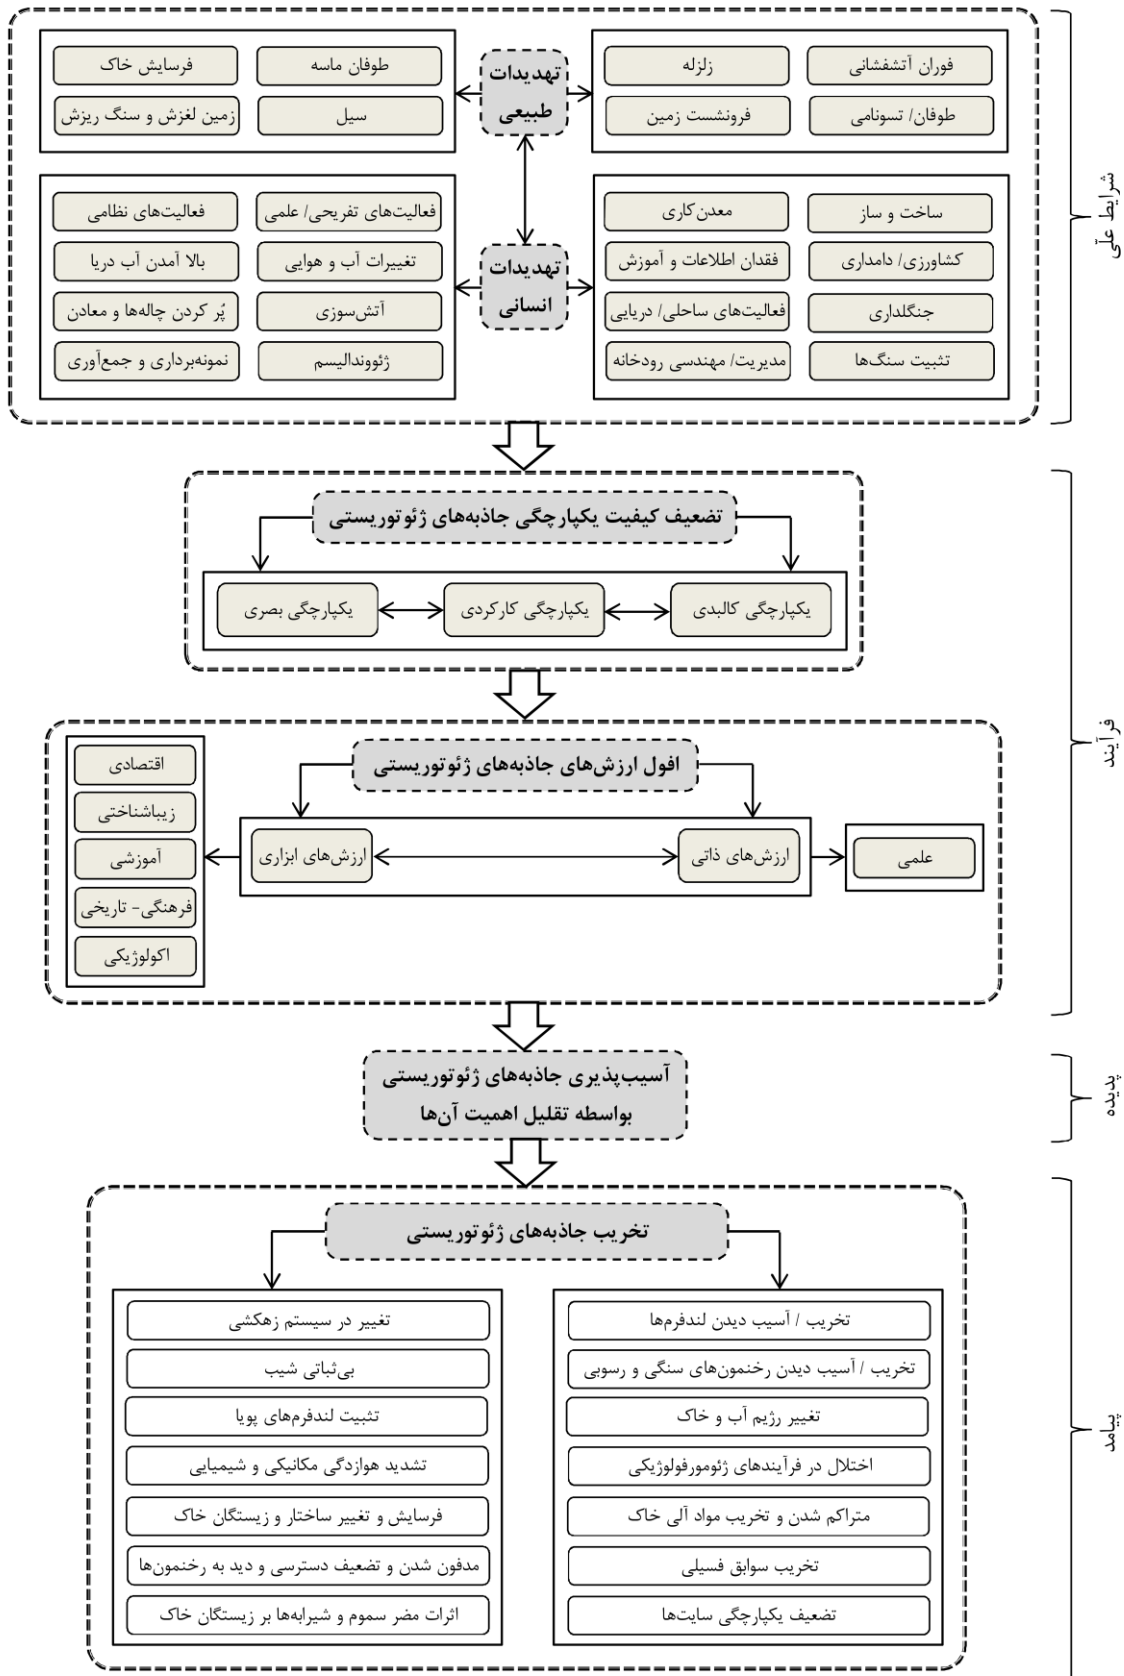 شرایط علّی
تهدیدات
طبیعی
فوران آتشفشانی
زلزله
طوفان/ تسونامی
فرونشست زمین
طوفان ماسه
فرسایش خاک
سیل
زمین لغزش و سنگ ریزش
تهدیدات
انسانی
ساخت و ساز
معدن‌کاری
کشاورزی/ دامداری
فقدان اطلاعات و آموزش
جنگلداری
فعالیت‌های ساحلی/ دریایی
تثبیت سنگ‌ها
مدیریت/ مهندسی رودخانه
فعالیت‌های تفریحی/ علمی
فعالیت‌های نظامی
تغییرات آب و هوایی
بالا آمدن آب دریا
آتش‌سوزی
پُر کردن چاله‌ها و معادن
ژئووندالیسم
نمونه‌برداری و جمع‌آوری
فرآیند
تضعیف کیفیت یکپارچگی جاذبه‌های ژئوتوریستی
یکپارچگی کالبدی
یکپارچگی کارکردی
یکپارچگی بصری
افول ارزش‌های جاذبه‌های ژئوتوریستی
ارزش‌های ذاتی
ارزش‌های ابزاری
علمی
اقتصادی
زیباشناختی
آموزشی
فرهنگی- تاریخی
اکولوژیکی
پدیده
آسیب‌پذیری جاذبه‌های ژئوتوریستی
بواسطه تقلیل اهمیت آن‌ها
پیامد
تخریب جاذبه‌های ژئوتوریستی
تخریب / آسیب دیدن لندفرم‌ها
تخریب / آسیب دیدن رخنمون‌های سنگی و رسوبی
تغییر رژیم آب و خاک
اختلال در فرآیندهای ژئومورفولوژیکی
متراکم شدن و تخریب مواد آلی خاک
تخریب سوابق فسیلی
تضعیف یکپارچگی سایت‌ها
تغییر در سیستم زهکشی
بی‌ثباتی شیب
تثبیت لندفرم‌های پویا
تشدید هوازدگی مکانیکی و شیمیایی
فرسایش و تغییر ساختار و زیستگان خاک
مدفون شدن و تضعیف دسترسی و دید به رخنمون‌ها
اثرات مضر سموم و شیرابه‌ها بر زیستگان خاک